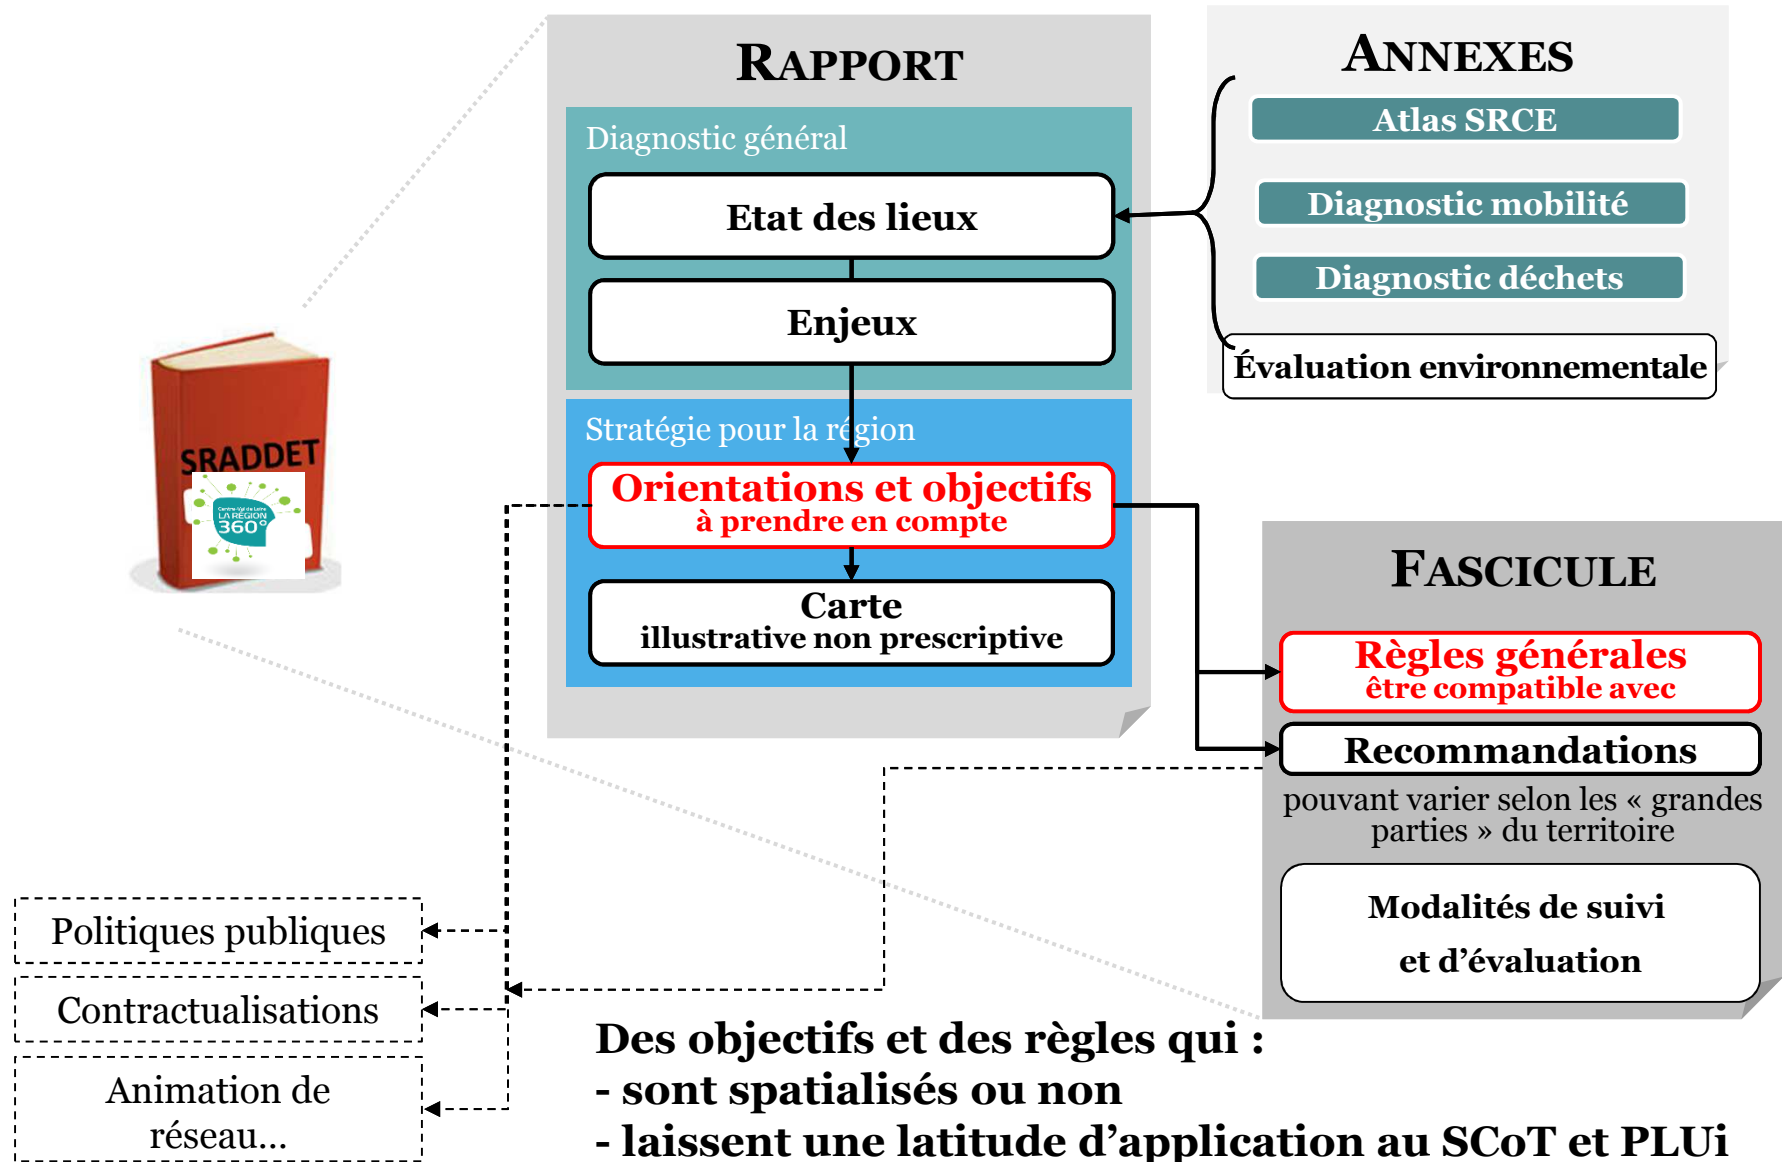 RAPPORT
Diagnostic général
Etat des lieux
Enjeux
Stratégie pour la région
Orientations et objectifs
à prendre en compte
Carte
illustrative non prescriptive
ANNEXES
Atlas SRCE
Diagnostic mobilité
Diagnostic déchets
Évaluation environnementale
SRADDET
Centre-Val de Loire
LA RÉGION
360°
FASCICULE
Règles générales
être compatible avec
Recommandations
pouvant varier selon les « grandes
parties » du territoire
Modalités de suivi
et d’évaluation
Politiques publiques
Contractualisations
Animation de
réseau...
Des objectifs et des règles qui :
- sont spatialisés ou non
- laissent une latitude d’application au SCoT et PLUi